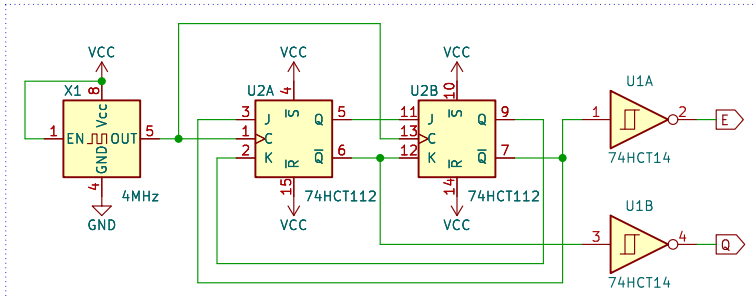 VCC
X1
8
Vcc
1
EN
OUT
5
GND
4
4MHz
GND
VCC
U2A
4
S
3
J
Q
5
1
C
2
K
Q
6
R
15
74HCT112
VCC
VCC
U2B
10
S
11
J
Q
9
13
C
12
K
Q
7
R
14
74HCT112
VCC
U1A
1
2
E
74HCT14
U1B
3
4
Q
74HCT14